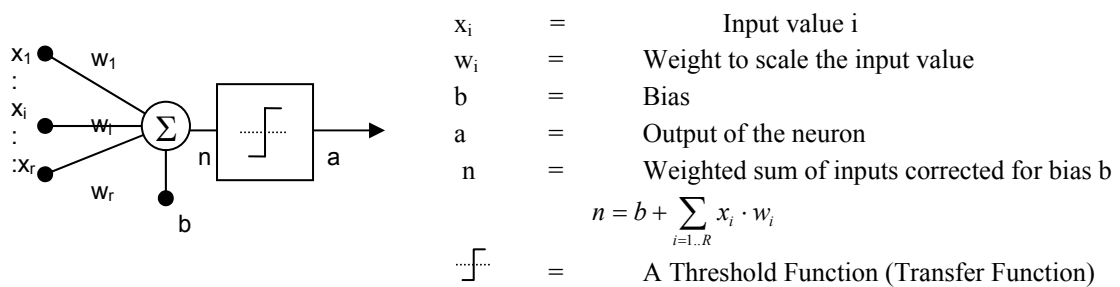 x₁
w₁
:
xᵢ
wᵢ
:
:xᵣ
wᵣ
Σ
n
a
b
xᵢ = Input value i
wᵢ = Weight to scale the input value
b = Bias
a = Output of the neuron
n = Weighted sum of inputs corrected for bias b
n = b + ∑ xᵢ · wᵢ
i=1..R
= A Threshold Function (Transfer Function)